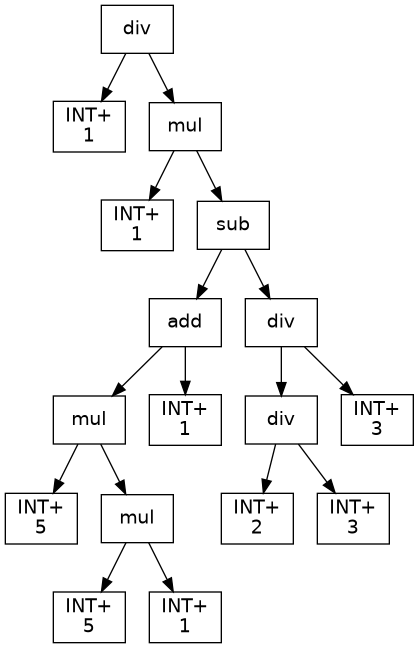 div
INT+
1
mul
INT+
1
sub
add
div
mul
INT+
1
div
INT+
3
INT+
5
mul
INT+
2
INT+
3
INT+
5
INT+
1